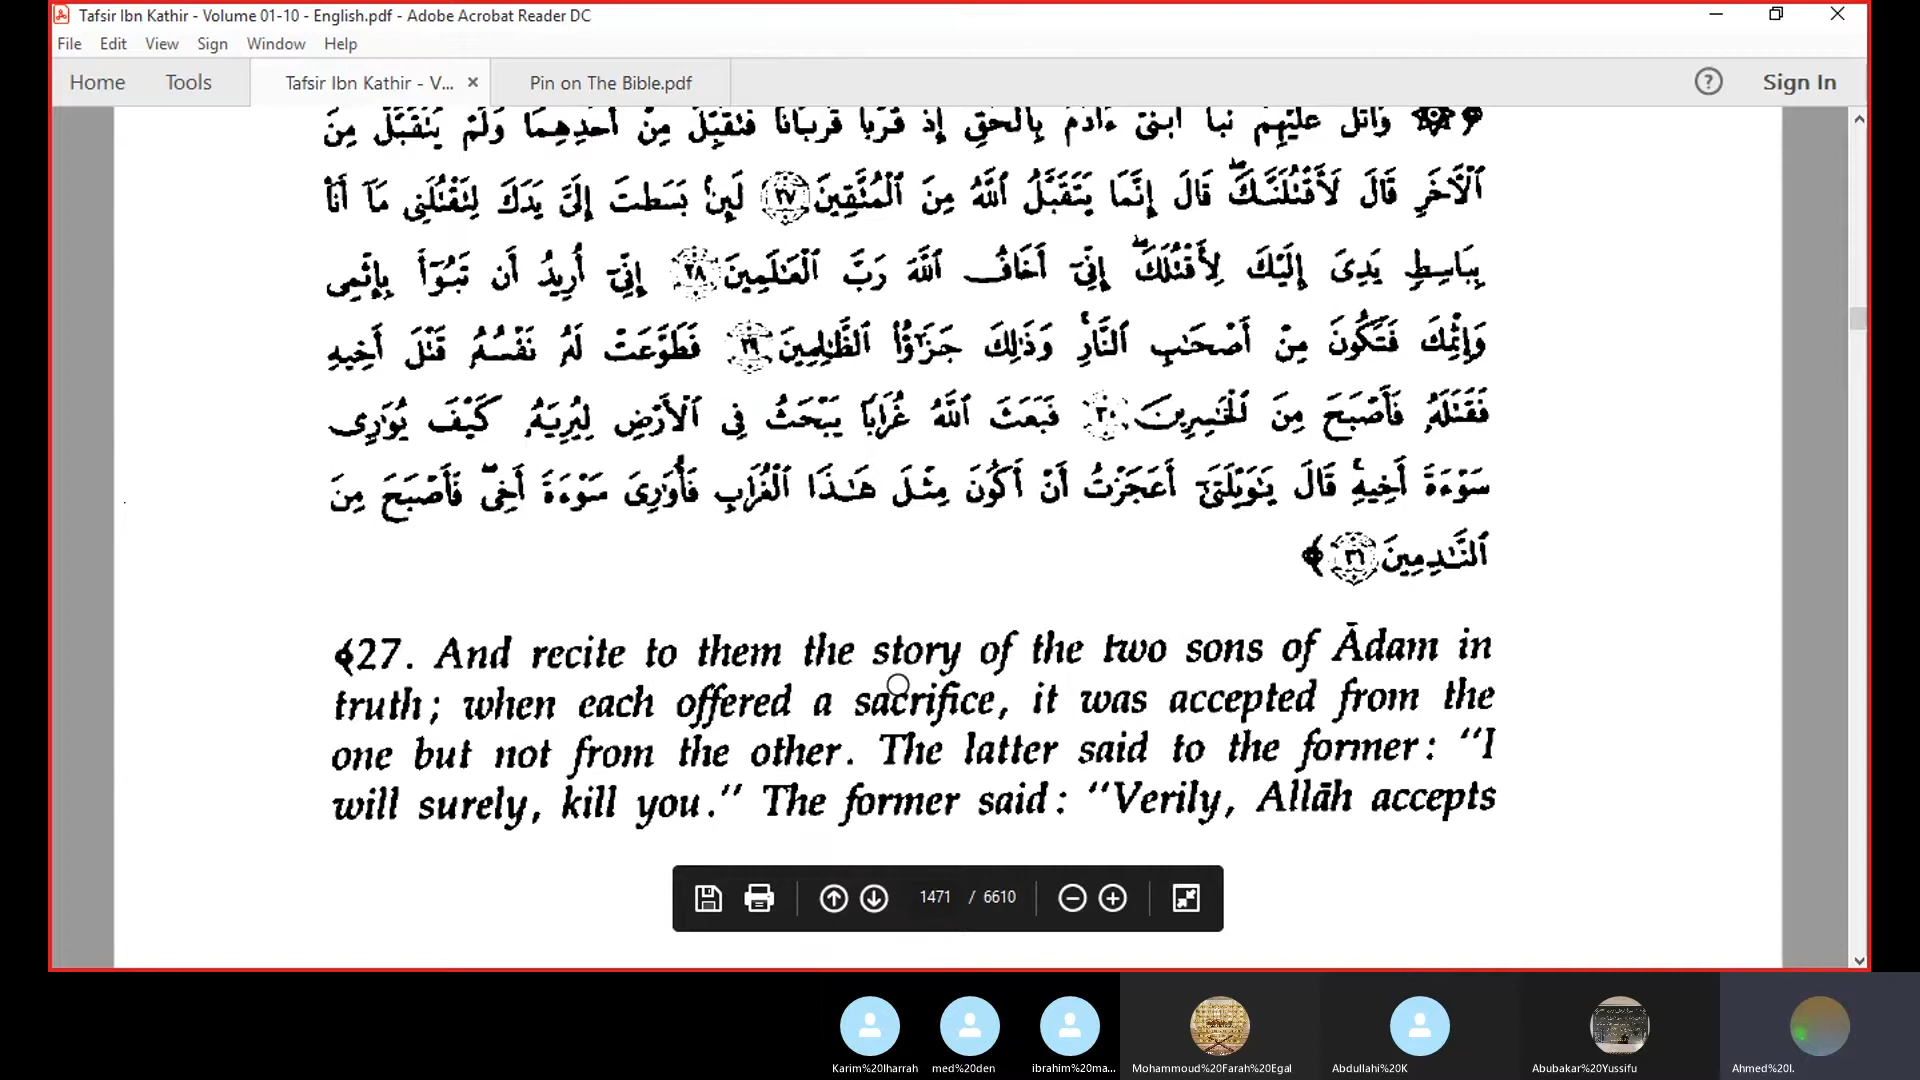 Tafsir Ibn Kathir - Volume 01-10 - English.pdf - Adobe Acrobat Reader DC
File Edit View Sign Window Help
Home Tools Tafsir Ibn Kathir - V... × Pin on The Bible.pdf ? Sign In
﴿ ۞ وَٱتْلُ عَلَيْهِمْ نَبَأَ ٱبْنَىْ ءَادَمَ بِٱلْحَقِّ إِذْ قَرَّبَا قُرْبَانًا فَتُقُبِّلَ مِنْ أَحَدِهِمَا وَلَمْ يُتَقَبَّلْ مِنَ
ٱلْـَٔاخَرِ قَالَ لَأَقْتُلَنَّكَ ۖ قَالَ إِنَّمَا يَتَقَبَّلُ ٱللَّهُ مِنَ ٱلْمُتَّقِينَ ٢٧ لَئِنۢ بَسَطتَ إِلَىَّ يَدَكَ لِتَقْتُلَنِى مَآ أَنَا۠
بِبَاسِطٍ يَدِىَ إِلَيْكَ لِأَقْتُلَكَ ۖ إِنِّىٓ أَخَافُ ٱللَّهَ رَبَّ ٱلْعَـٰلَمِينَ ٢٨ إِنِّىٓ أُرِيدُ أَن تَبُوٓأَ بِإِثْمِى
وَإِثْمِكَ فَتَكُونَ مِنْ أَصْحَـٰبِ ٱلنَّارِ ۚ وَذَٰلِكَ جَزَٰٓؤُا۟ ٱلظَّـٰلِمِينَ ٢٩ فَطَوَّعَتْ لَهُۥ نَفْسُهُۥ قَتْلَ أَخِيهِ
فَقَتَلَهُۥ فَأَصْبَحَ مِنَ ٱلْخَـٰسِرِينَ ٣٠ فَبَعَثَ ٱللَّهُ غُرَابًا يَبْحَثُ فِى ٱلْأَرْضِ لِيُرِيَهُۥ كَيْفَ يُوَٰرِى
سَوْءَةَ أَخِيهِ ۚ قَالَ يَـٰوَيْلَتَىٰٓ أَعَجَزْتُ أَنْ أَكُونَ مِثْلَ هَـٰذَا ٱلْغُرَابِ فَأُوَٰرِىَ سَوْءَةَ أَخِى ۖ فَأَصْبَحَ مِنَ
ٱلنَّـٰدِمِينَ ٣١ ﴾
﴿27. And recite to them the story of the two sons of Ādam in
truth; when each offered a sacrifice, it was accepted from the
one but not from the other. The latter said to the former: "I
will surely, kill you." The former said: "Verily, Allāh accepts
1471 / 6610
Karim%20Iharrah med%20den ibrahim%20ma... Mohammoud%20Farah%20Egal Abdullahi%20K Abubakar%20Yussifu Ahmed%20I.